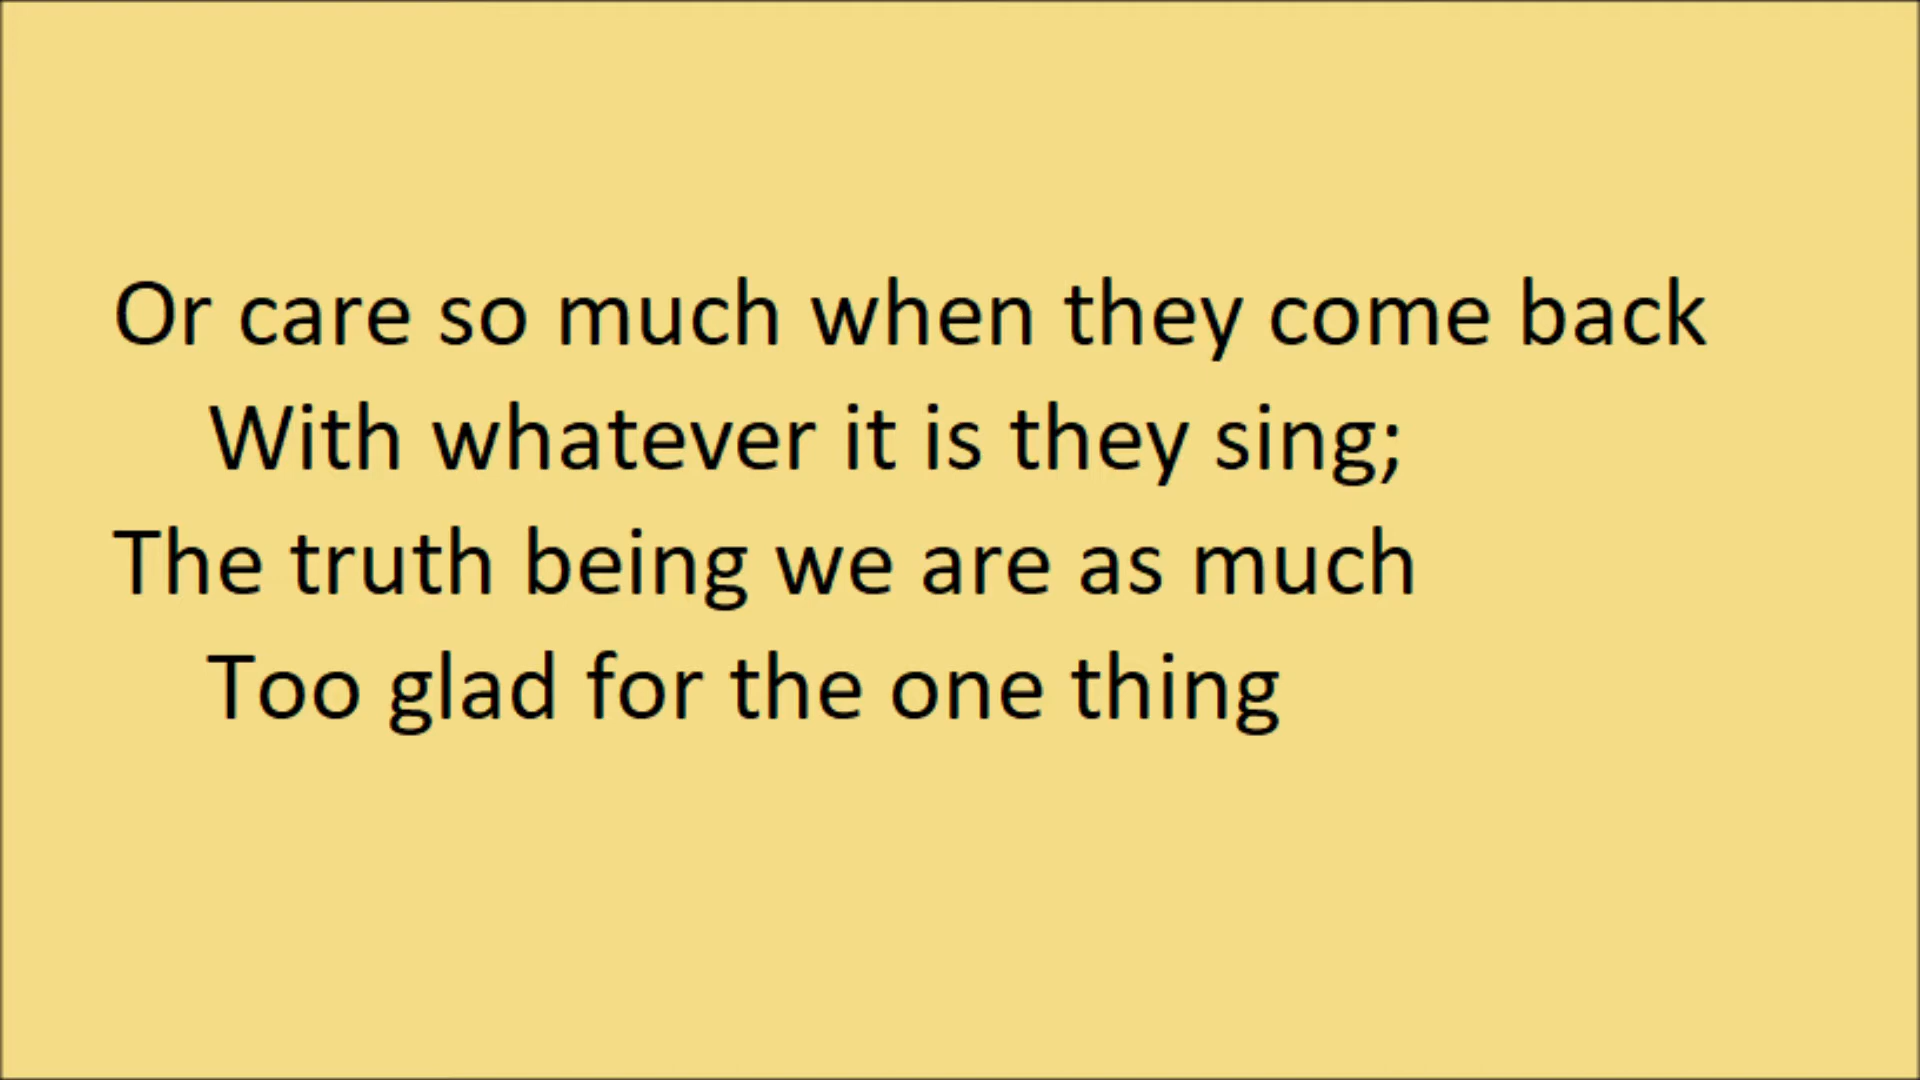 Or care so much when they come back
With whatever it is they sing;
The truth being we are as much
Too glad for the one thing